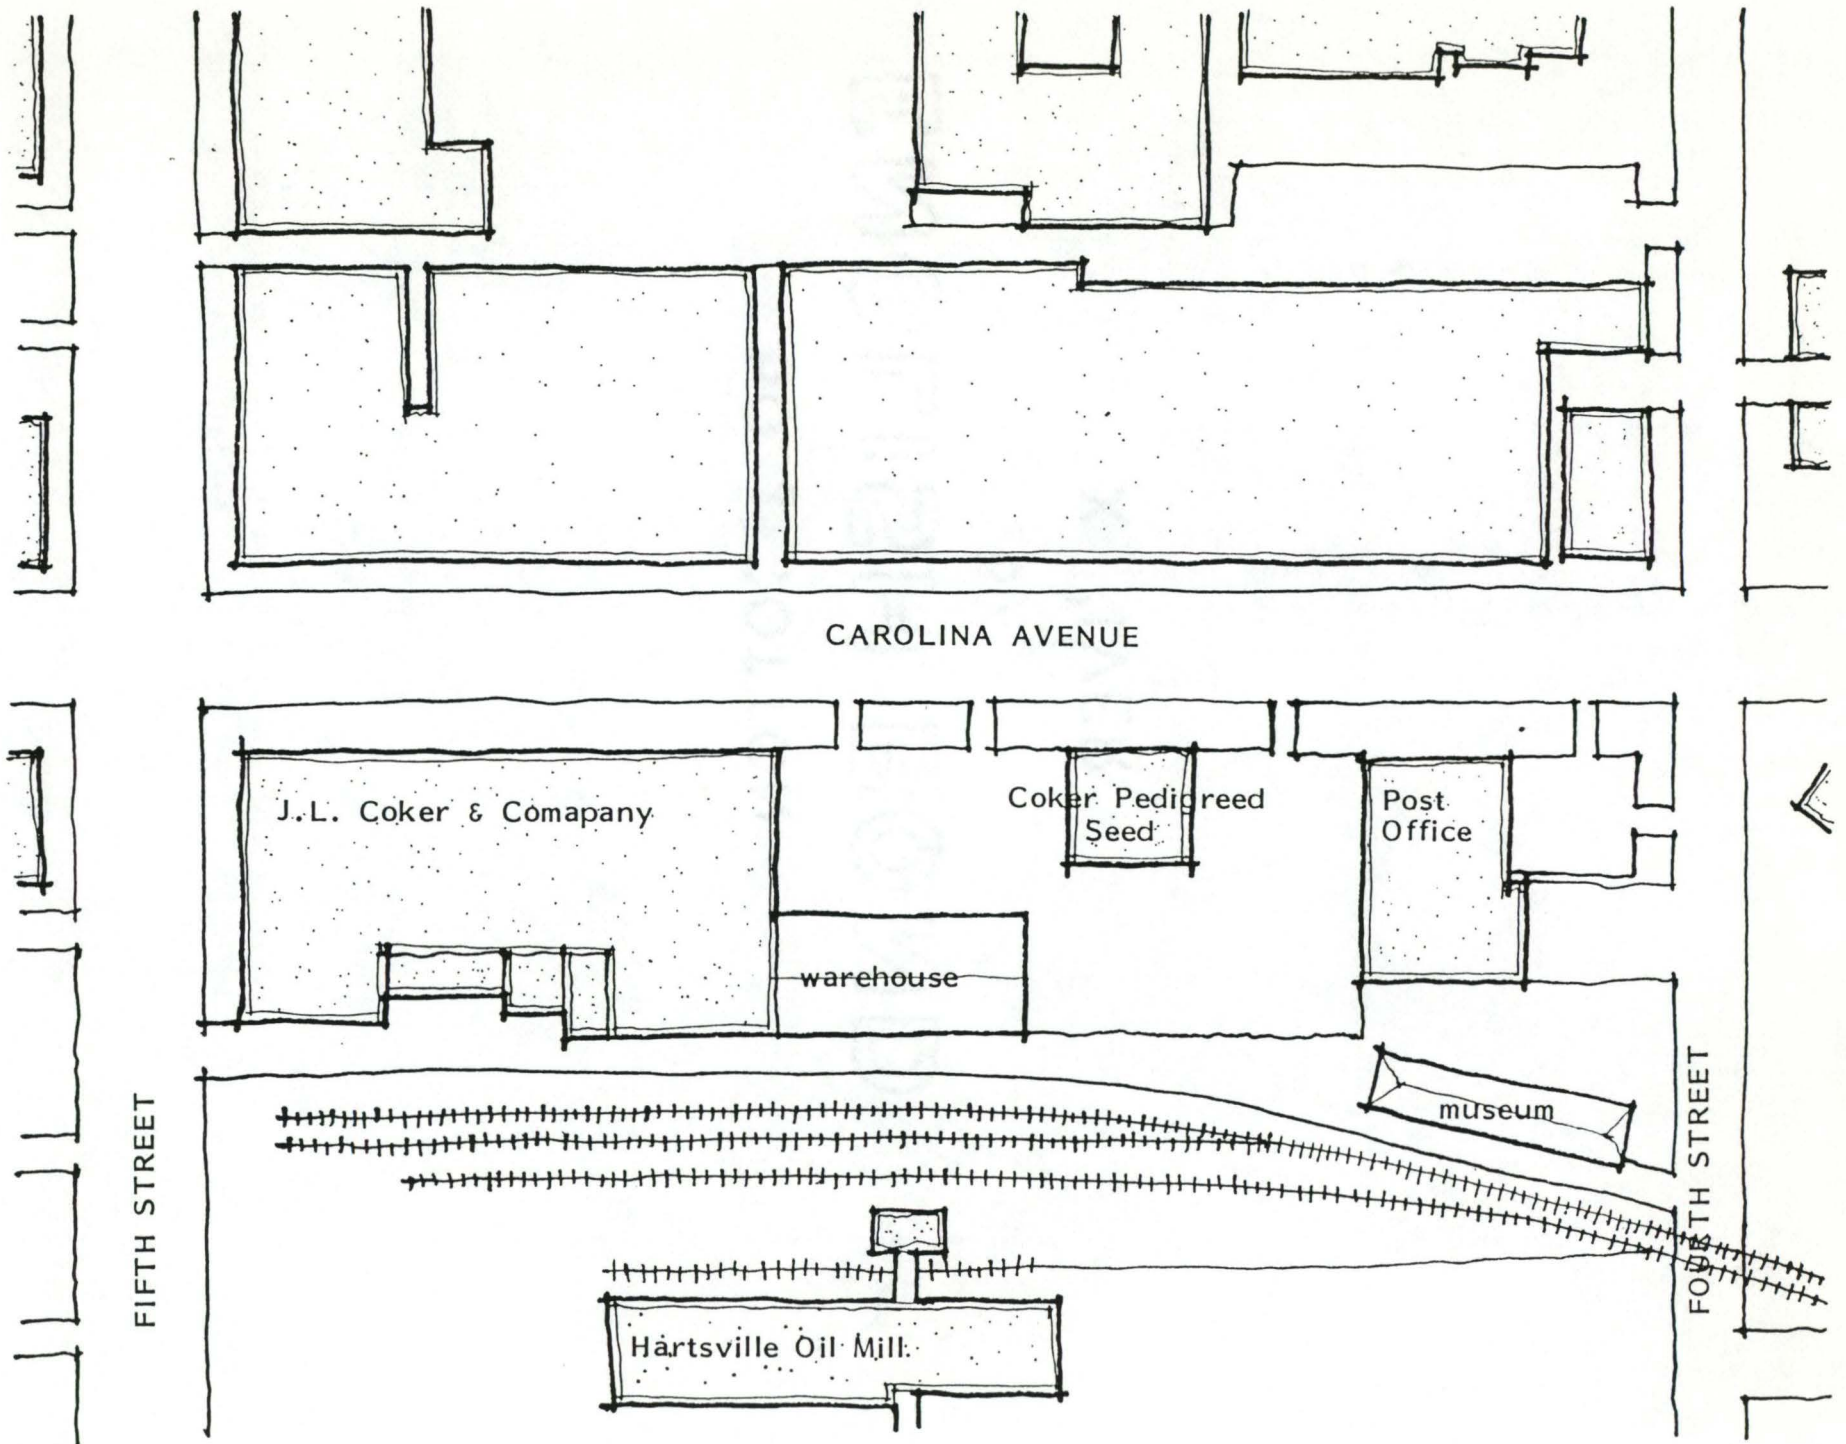 CAROLINA AVENUE
J.L. Coker & Comapany
Coker Pedigreed
Seed
Post
Office
warehouse
museum
FIFTH STREET
FOURTH STREET
Hartsville Oil Mill